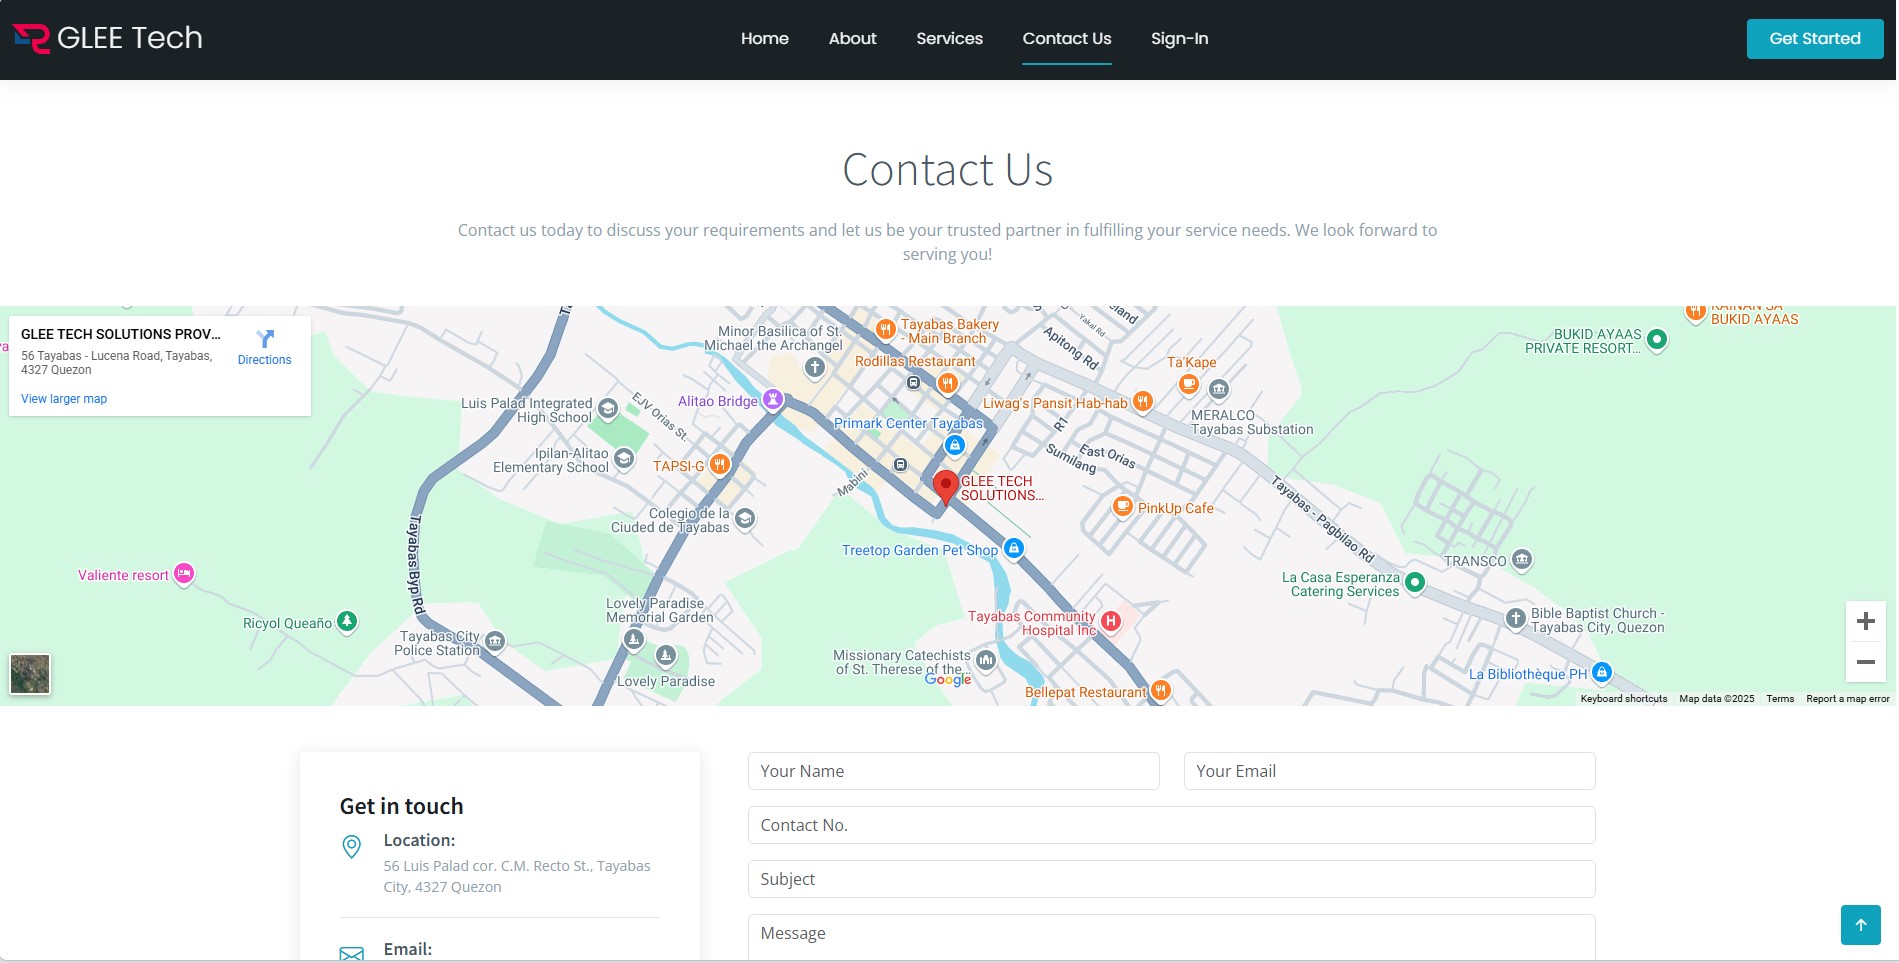 GLEE Tech
Home
About
Services
Contact Us
Sign-In
Get Started
Contact Us
Contact us today to discuss your requirements and let us be your trusted partner in fulfilling your service needs. We look forward to
serving you!
GLEE TECH SOLUTIONS PROV...
56 Tayabas - Lucena Road, Tayabas,
4327 Quezon
Directions
View larger map
Minor Basilica of St.
Michael the Archangel
Tayabas Bakery
- Main Branch
Rodillas Restaurant
Yakal Rd
Apitong Rd
BUKID AYAAS
BUKID AYAAS
PRIVATE RESORT...
Ta'Kape
Luis Palad Integrated
High School
EJV Orias St.
Alitao Bridge
Liwag's Pansit Hab-hab
MERALCO
Tayabas Substation
Primark Center Tayabas
R1
East Orias
Sumilang
Ipilan-Alitao
Elementary School
TAPSI-G
Mabini
GLEE TECH
SOLUTIONS...
Tayabas - Pagbilao Rd
PinkUp Cafe
Colegio de la
Ciudad de Tayabas
Tayabas Byp Rd
Treetop Garden Pet Shop
TRANSCO
Valiente resort
La Casa Esperanza
Catering Services
Ricyol Queaño
Lovely Paradise
Memorial Garden
Tayabas Community
Hospital Inc
Bible Baptist Church -
Tayabas City, Quezon
Tayabas City
Police Station
Missionary Catechists
of St. Therese of the...
Google
Lovely Paradise
La Bibliothèque PH
Bellepat Restaurant
Keyboard shortcuts
Map data ©2025
Terms
Report a map error
Get in touch
Location:
56 Luis Palad cor. C.M. Recto St., Tayabas
City, 4327 Quezon
Email:
Your Name
Your Email
Contact No.
Subject
Message